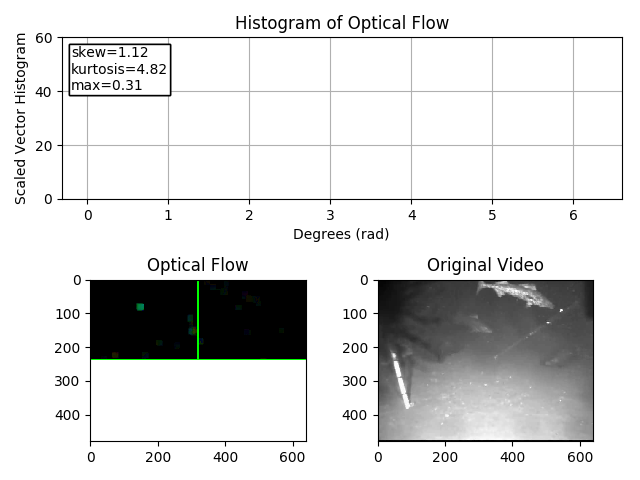 Histogram of Optical Flow
Scaled Vector Histogram
60
40
20
0
skew=1.12
kurtosis=4.82
max=0.31
0 1 2 3 4 5 6
Degrees (rad)
Optical Flow
0
100
200
300
400
0 200 400 600
Original Video
0
100
200
300
400
0 200 400 600